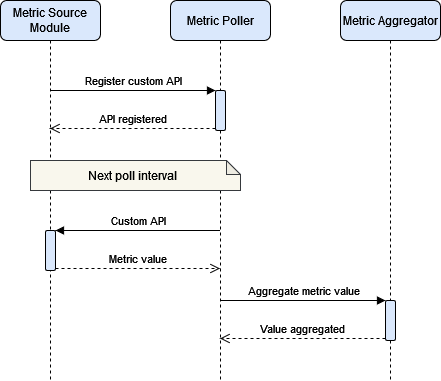 Metric Source
Module
Metric Poller
Metric Aggregator
Register custom API
API registered
Next poll interval
Custom API
Metric value
Aggregate metric value
Value aggregated